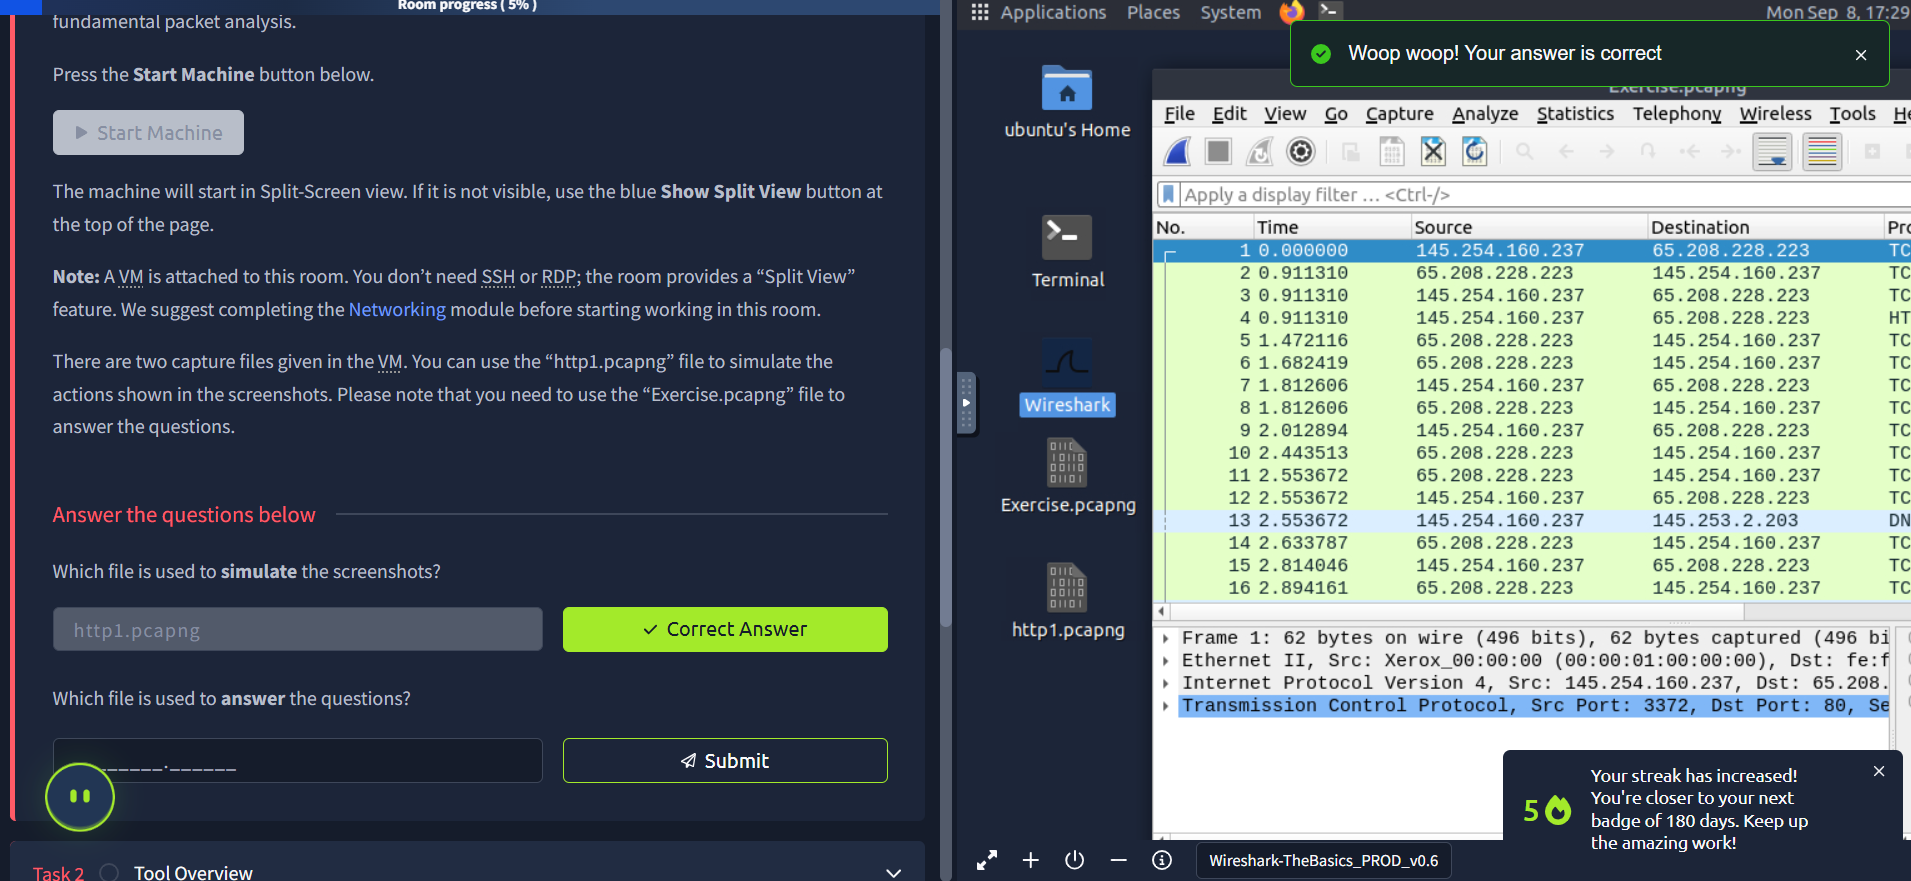 Room progress ( 5% )
fundamental packet analysis.
Press the Start Machine button below.
Start Machine
The machine will start in Split-Screen view. If it is not visible, use the blue Show Split View button at
the top of the page.
Note: A VM is attached to this room. You don’t need SSH or RDP; the room provides a “Split View”
feature. We suggest completing the Networking module before starting working in this room.
There are two capture files given in the VM. You can use the “http1.pcapng” file to simulate the
actions shown in the screenshots. Please note that you need to use the “Exercise.pcapng” file to
answer the questions.
Answer the questions below
Which file is used to simulate the screenshots?
http1.pcapng
Correct Answer
Which file is used to answer the questions?
______.______
Submit
Task 2
Tool Overview
Applications Places System
Mon Sep 8, 17:29
Woop woop! Your answer is correct
ubuntu's Home
Terminal
Wireshark
Exercise.pcapng
http1.pcapng
Exercise.pcapng
File Edit View Go Capture Analyze Statistics Telephony Wireless Tools He
Apply a display filter … <Ctrl-/>
No. Time Source Destination Pro
1 0.000000 145.254.160.237 65.208.228.223 TC
2 0.911310 65.208.228.223 145.254.160.237 TC
3 0.911310 145.254.160.237 65.208.228.223 TC
4 0.911310 145.254.160.237 65.208.228.223 HT
5 1.472116 65.208.228.223 145.254.160.237 TC
6 1.682419 65.208.228.223 145.254.160.237 TC
7 1.812606 145.254.160.237 65.208.228.223 TC
8 1.812606 65.208.228.223 145.254.160.237 TC
9 2.012894 145.254.160.237 65.208.228.223 TC
10 2.443513 65.208.228.223 145.254.160.237 TC
11 2.553672 65.208.228.223 145.254.160.237 TC
12 2.553672 145.254.160.237 65.208.228.223 TC
13 2.553672 145.254.160.237 145.253.2.203 DN
14 2.633787 65.208.228.223 145.254.160.237 TC
15 2.814046 145.254.160.237 65.208.228.223 TC
16 2.894161 65.208.228.223 145.254.160.237 TC
Frame 1: 62 bytes on wire (496 bits), 62 bytes captured (496 bi
Ethernet II, Src: Xerox_00:00:00 (00:00:01:00:00:00), Dst: fe:f
Internet Protocol Version 4, Src: 145.254.160.237, Dst: 65.208.
Transmission Control Protocol, Src Port: 3372, Dst Port: 80, Se
5
Your streak has increased!
You're closer to your next
badge of 180 days. Keep up
the amazing work!
Wireshark-TheBasics_PROD_v0.6